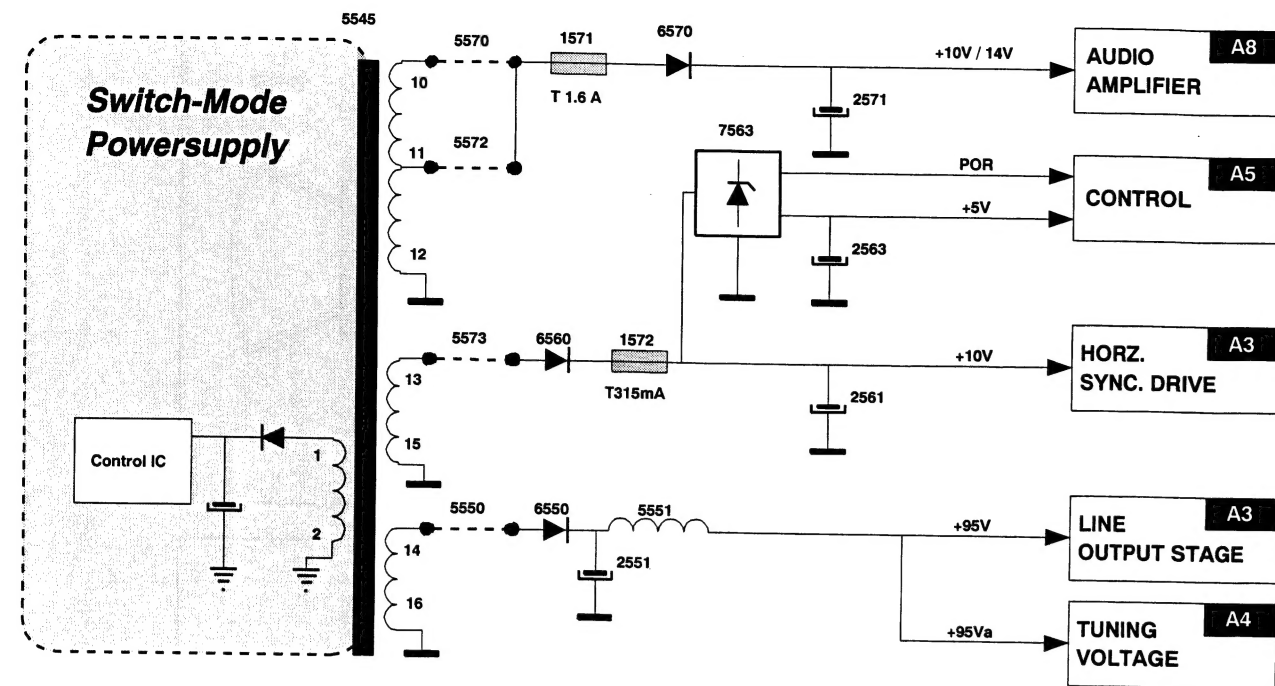 5545
5570
1571
6570
+10V / 14V
A8
AUDIO
AMPLIFIER
Switch-Mode
Powersupply
10
T 1.6 A
2571
5572
7563
11
POR
A5
CONTROL
+5V
12
2563
5573
6560
1572
+10V
A3
HORZ.
SYNC. DRIVE
13
T315mA
2561
15
Control IC
1
2
5550
6550
5551
+95V
A3
LINE
OUTPUT STAGE
14
2551
16
+95Va
A4
TUNING
VOLTAGE